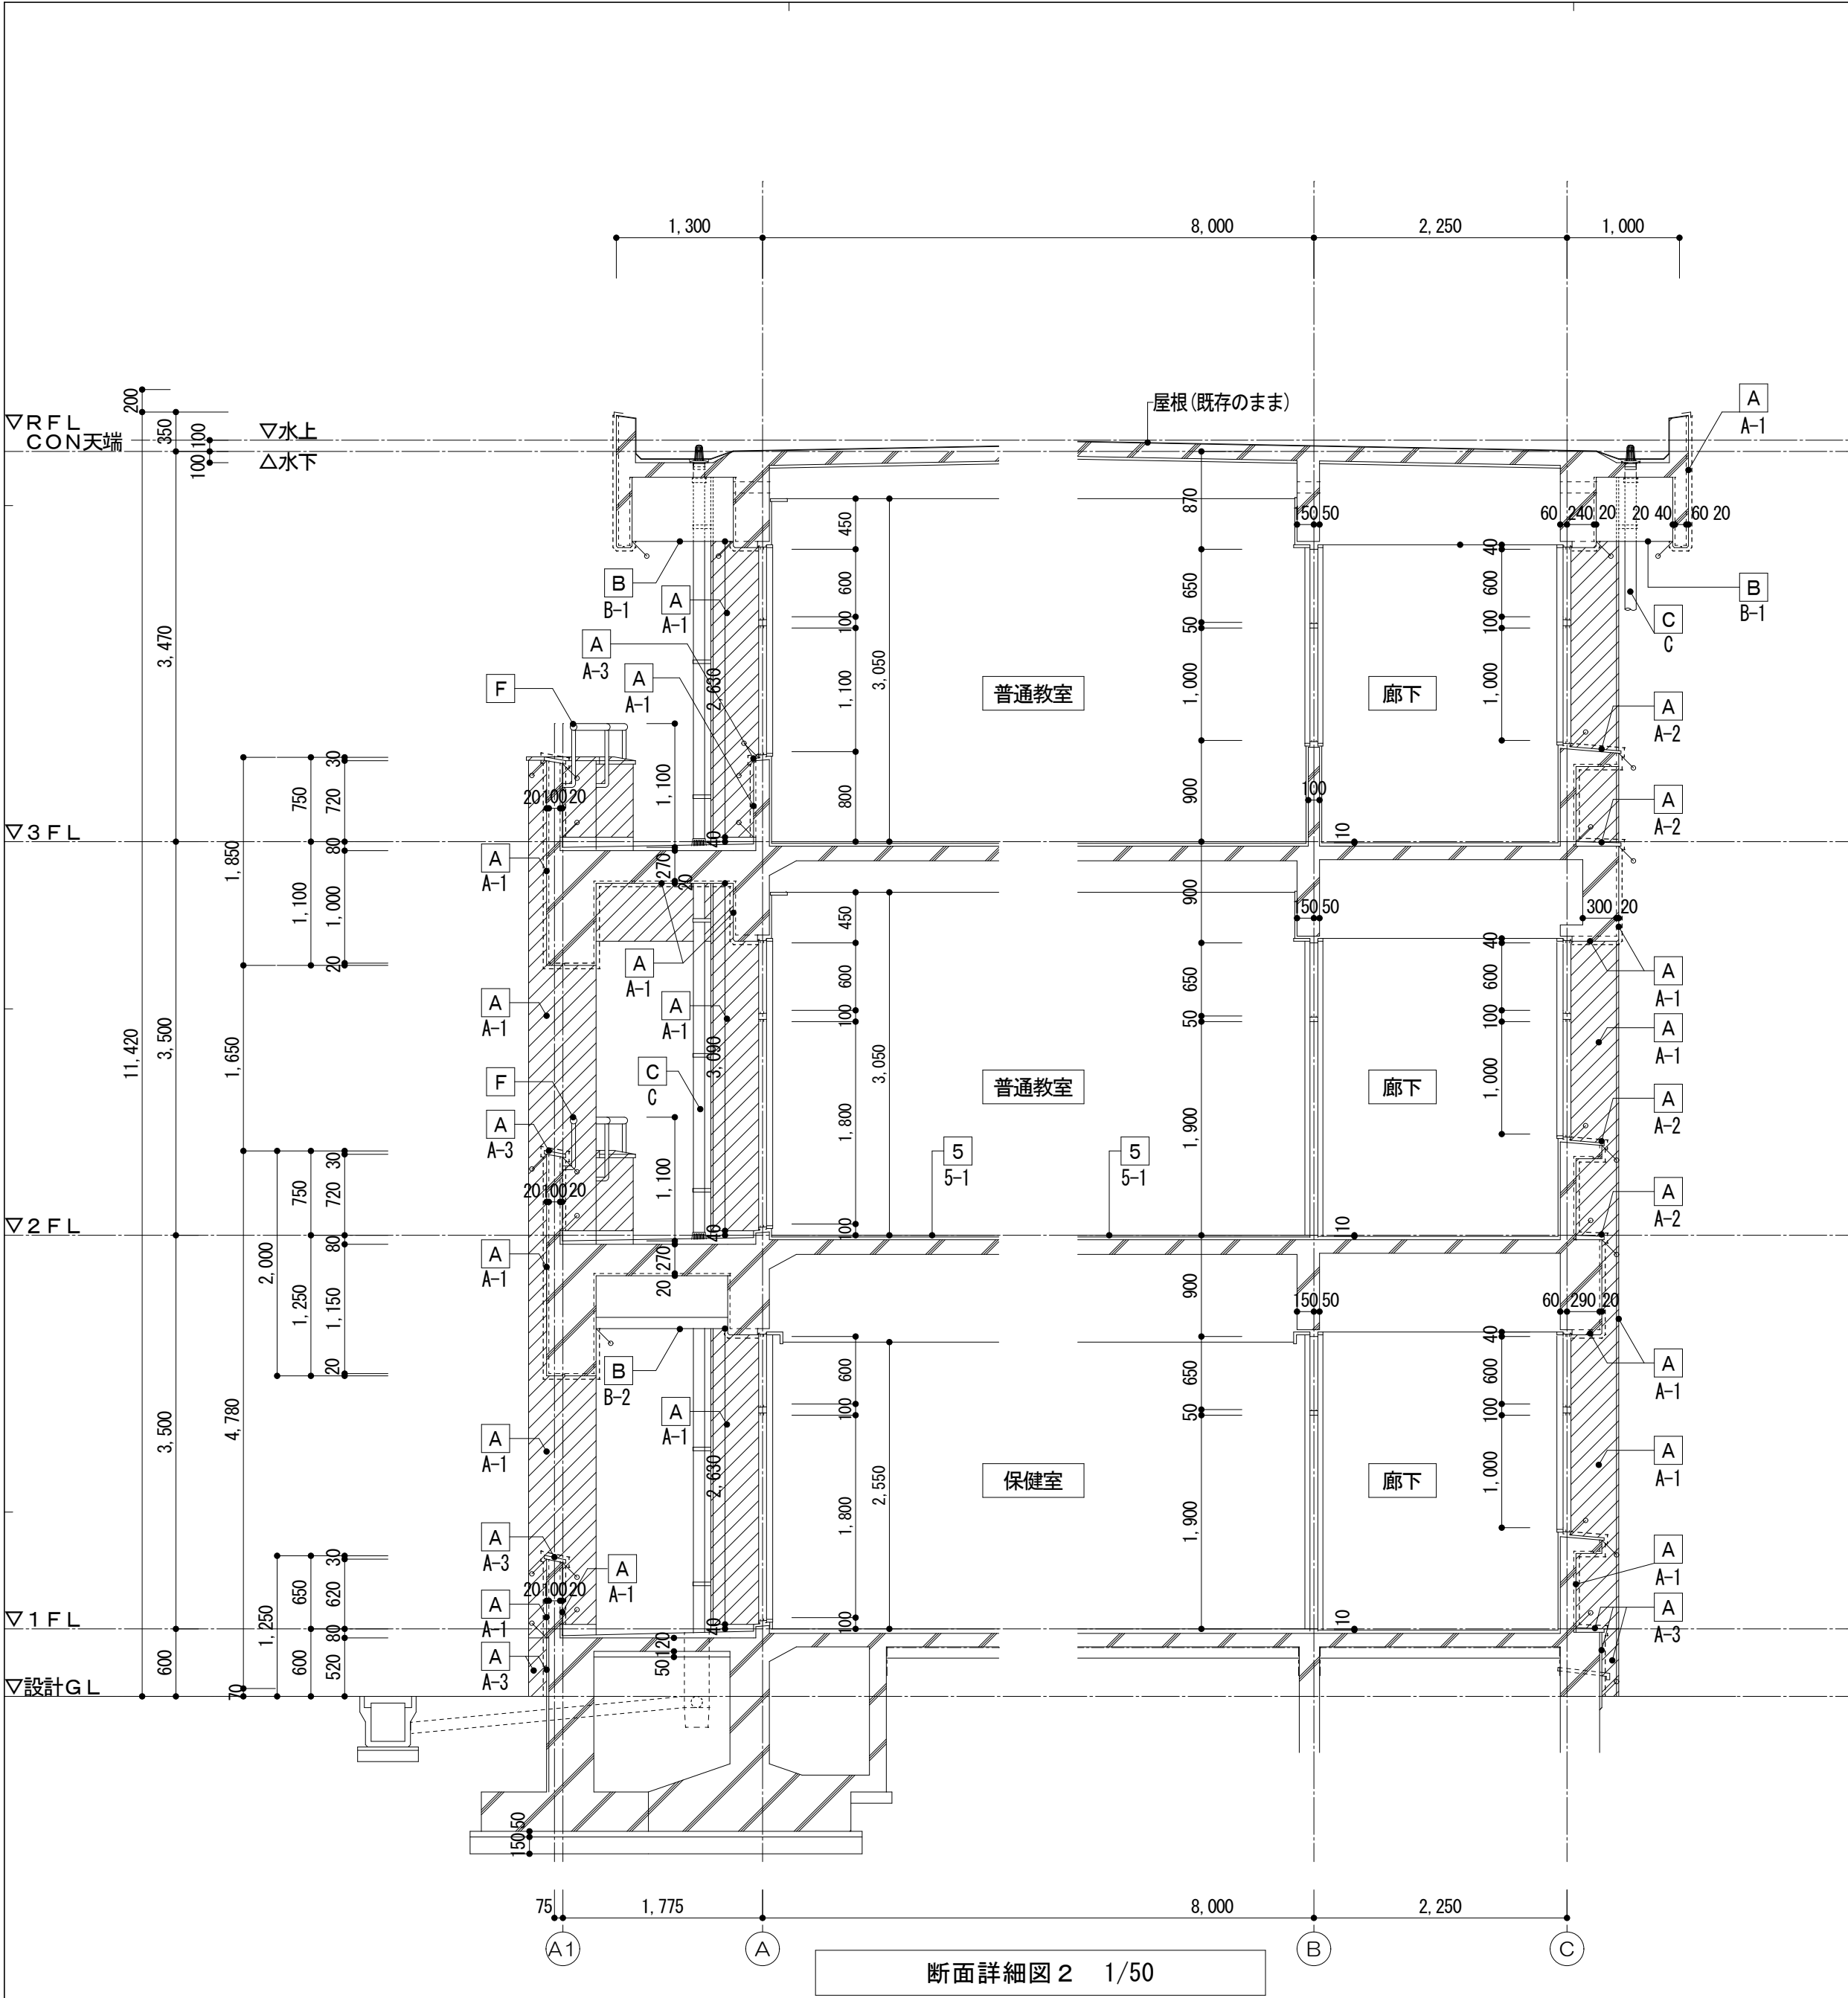 1,300
8,000
2,250
1,000
屋根(既存のまま)
200
▽RFL
CON天端
350
100
100
▽水上
△水下
A
A-1
870
450
150 50
60 240 20
20 40 60 20
B
B-1
A
A-1
600
650
40
600
B
B-1
C
C
100
50
100
3,470
A
A-3
A
A-1
2,630
1,100
3,050
普通教室
1,000
廊下
1,000
F
A
A-2
30
750
720
20 100 20
1,100
800
900
100
A
A-2
▽3FL
40
10
80
1,850
A
A-1
270
20
1,100
1,000
450
900
150 50
300 20
20
A
A-1
40
600
650
600
A
A-1
A
A-1
A
A-1
100
50
100
A
A-1
11,420
3,500
1,650
3,090
3,050
普通教室
廊下
1,000
F
C
C
A
A-3
1,800
1,900
A
A-2
30
750
720
20 100 20
1,100
5
5-1
5
5-1
A
A-2
▽2FL
40
100
10
80
2,000
A
A-1
270
20
1,250
1,150
900
150 50
60 290 20
20
B
B-2
600
650
40
600
A
A-1
100
50
100
A
A-1
3,500
4,780
A
A-1
2,630
2,550
保健室
廊下
1,000
A
A-1
1,800
1,900
A
A-3
30
650
620
20 100 20
A
A-1
A
A-1
A
A-1
A
A-3
▽1FL
1,250
80
40
100
10
600
600
520
A
A-3
120
50
▽設計GL
70
50
150
75
1,775
8,000
2,250
A1
A
B
C
断面詳細図2 1/50